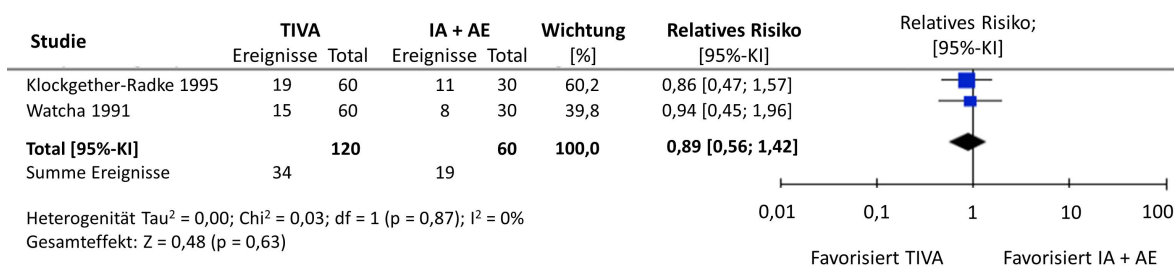 Studie TIVA IA + AE Wichtung Relatives Risiko Relatives Risiko;
Ereignisse Total Ereignisse Total [%] [95%-KI] [95%-KI]
Klockgether-Radke 1995 19 60 11 30 60,2 0,86 [0,47; 1,57]
Watcha 1991 15 60 8 30 39,8 0,94 [0,45; 1,96]
Total [95%-KI] 120 60 100,0 0,89 [0,56; 1,42]
Summe Ereignisse 34 19
Heterogenität Tau² = 0,00; Chi² = 0,03; df = 1 (p = 0,87); I² = 0%
Gesamteffekt: Z = 0,48 (p = 0,63)
0,01 0,1 1 10 100
Favorisiert TIVA Favorisiert IA + AE